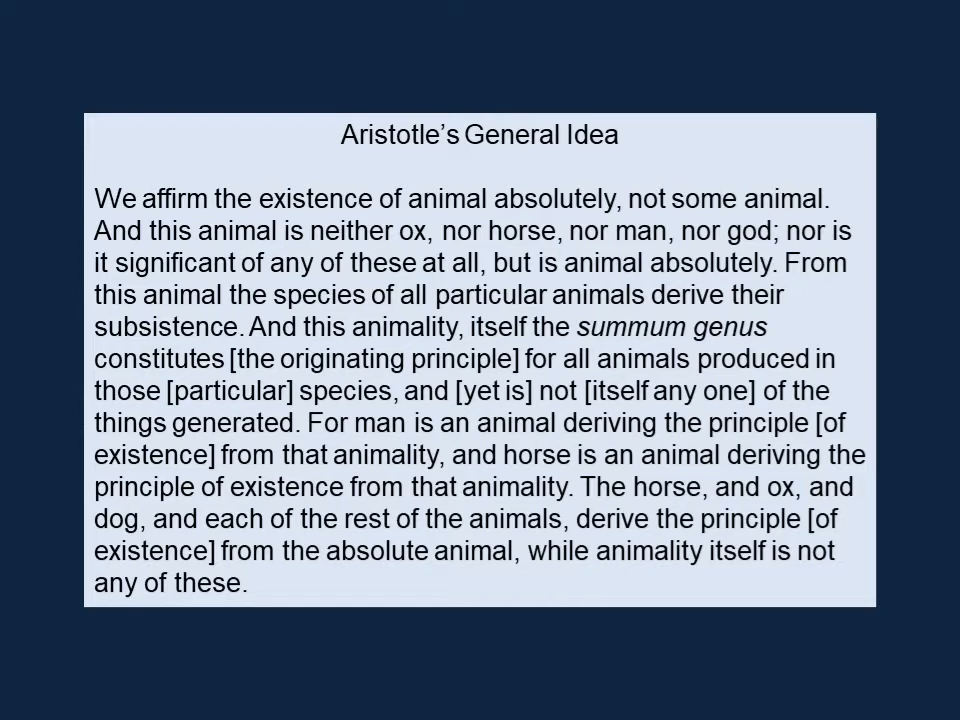 Aristotle’s General Idea
We affirm the existence of animal absolutely, not some animal.
And this animal is neither ox, nor horse, nor man, nor god; nor is
it significant of any of these at all, but is animal absolutely. From
this animal the species of all particular animals derive their
subsistence. And this animality, itself the summum genus
constitutes [the originating principle] for all animals produced in
those [particular] species, and [yet is] not [itself any one] of the
things generated. For man is an animal deriving the principle [of
existence] from that animality, and horse is an animal deriving the
principle of existence from that animality. The horse, and ox, and
dog, and each of the rest of the animals, derive the principle [of
existence] from the absolute animal, while animality itself is not
any of these.